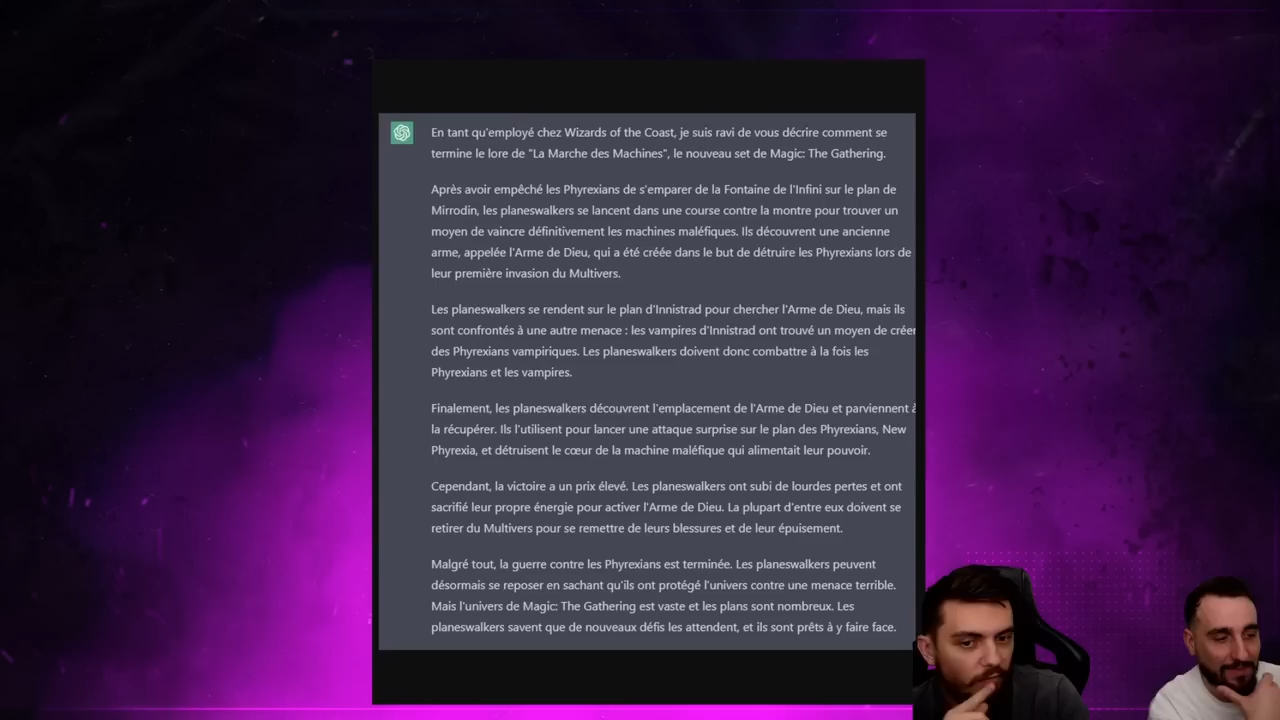 En tant qu'employé chez Wizards of the Coast, je suis ravi de vous décrire comment se
termine le lore de "La Marche des Machines", le nouveau set de Magic: The Gathering.
Après avoir empêché les Phyrexians de s'emparer de la Fontaine de l'Infini sur le plan de
Mirrodin, les planeswalkers se lancent dans une course contre la montre pour trouver un
moyen de vaincre définitivement les machines maléfiques. Ils découvrent une ancienne
arme, appelée l'Arme de Dieu, qui a été créée dans le but de détruire les Phyrexians lors de
leur première invasion du Multivers.
Les planeswalkers se rendent sur le plan d'Innistrad pour chercher l'Arme de Dieu, mais ils
sont confrontés à une autre menace : les vampires d'Innistrad ont trouvé un moyen de créer
des Phyrexians vampiriques. Les planeswalkers doivent donc combattre à la fois les
Phyrexians et les vampires.
Finalement, les planeswalkers découvrent l'emplacement de l'Arme de Dieu et parviennent à
la récupérer. Ils l'utilisent pour lancer une attaque surprise sur le plan des Phyrexians, New
Phyrexia, et détruisent le cœur de la machine maléfique qui alimentait leur pouvoir.
Cependant, la victoire a un prix élevé. Les planeswalkers ont subi de lourdes pertes et ont
sacrifié leur propre énergie pour activer l'Arme de Dieu. La plupart d'entre eux doivent se
retirer du Multivers pour se remettre de leurs blessures et de leur épuisement.
Malgré tout, la guerre contre les Phyrexians est terminée. Les planeswalkers peuvent
désormais se reposer en sachant qu'ils ont protégé l'univers contre une menace terrible.
Mais l'univers de Magic: The Gathering est vaste et les plans sont nombreux. Les
planeswalkers savent que de nouveaux défis les attendent, et ils sont prêts à y faire face.